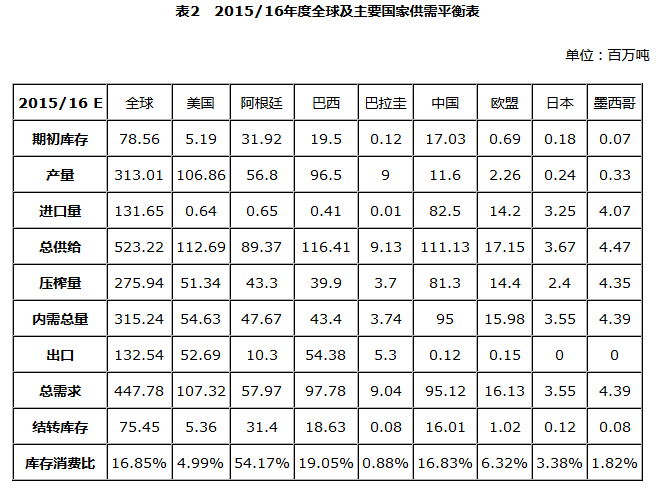 表2 2015/16年度全球及主要国家供需平衡表
单位：百万吨
2015/16 E 全球 美国 阿根廷 巴西 巴拉圭 中国 欧盟 日本 墨西哥
期初库存 78.56 5.19 31.92 19.5 0.12 17.03 0.69 0.18 0.07
产量 313.01 106.86 56.8 96.5 9 11.6 2.26 0.24 0.33
进口量 131.65 0.64 0.65 0.41 0.01 82.5 14.2 3.25 4.07
总供给 523.22 112.69 89.37 116.41 9.13 111.13 17.15 3.67 4.47
压榨量 275.94 51.34 43.3 39.9 3.7 81.3 14.4 2.4 4.35
内需总量 315.24 54.63 47.67 43.4 3.74 95 15.98 3.55 4.39
出口 132.54 52.69 10.3 54.38 5.3 0.12 0.15 0 0
总需求 447.78 107.32 57.97 97.78 9.04 95.12 16.13 3.55 4.39
结转库存 75.45 5.36 31.4 18.63 0.08 16.01 1.02 0.12 0.08
库存消费比 16.85% 4.99% 54.17% 19.05% 0.88% 16.83% 6.32% 3.38% 1.82%